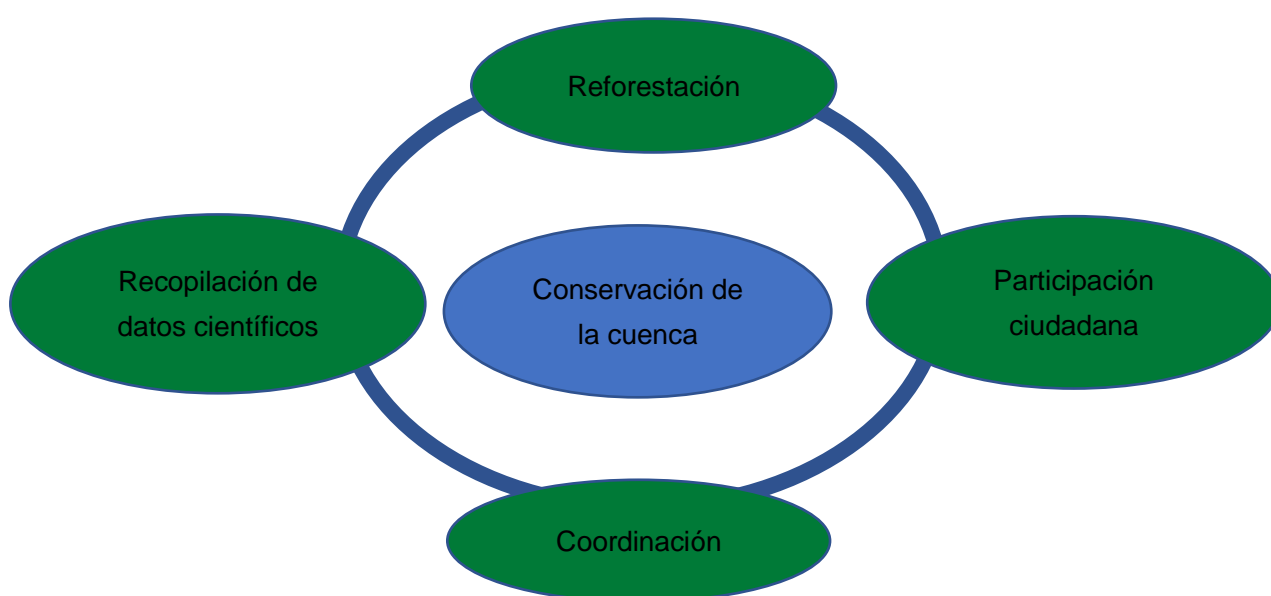 Reforestación
Recopilación de
datos científicos
Conservación de
la cuenca
Participación
ciudadana
Coordinación